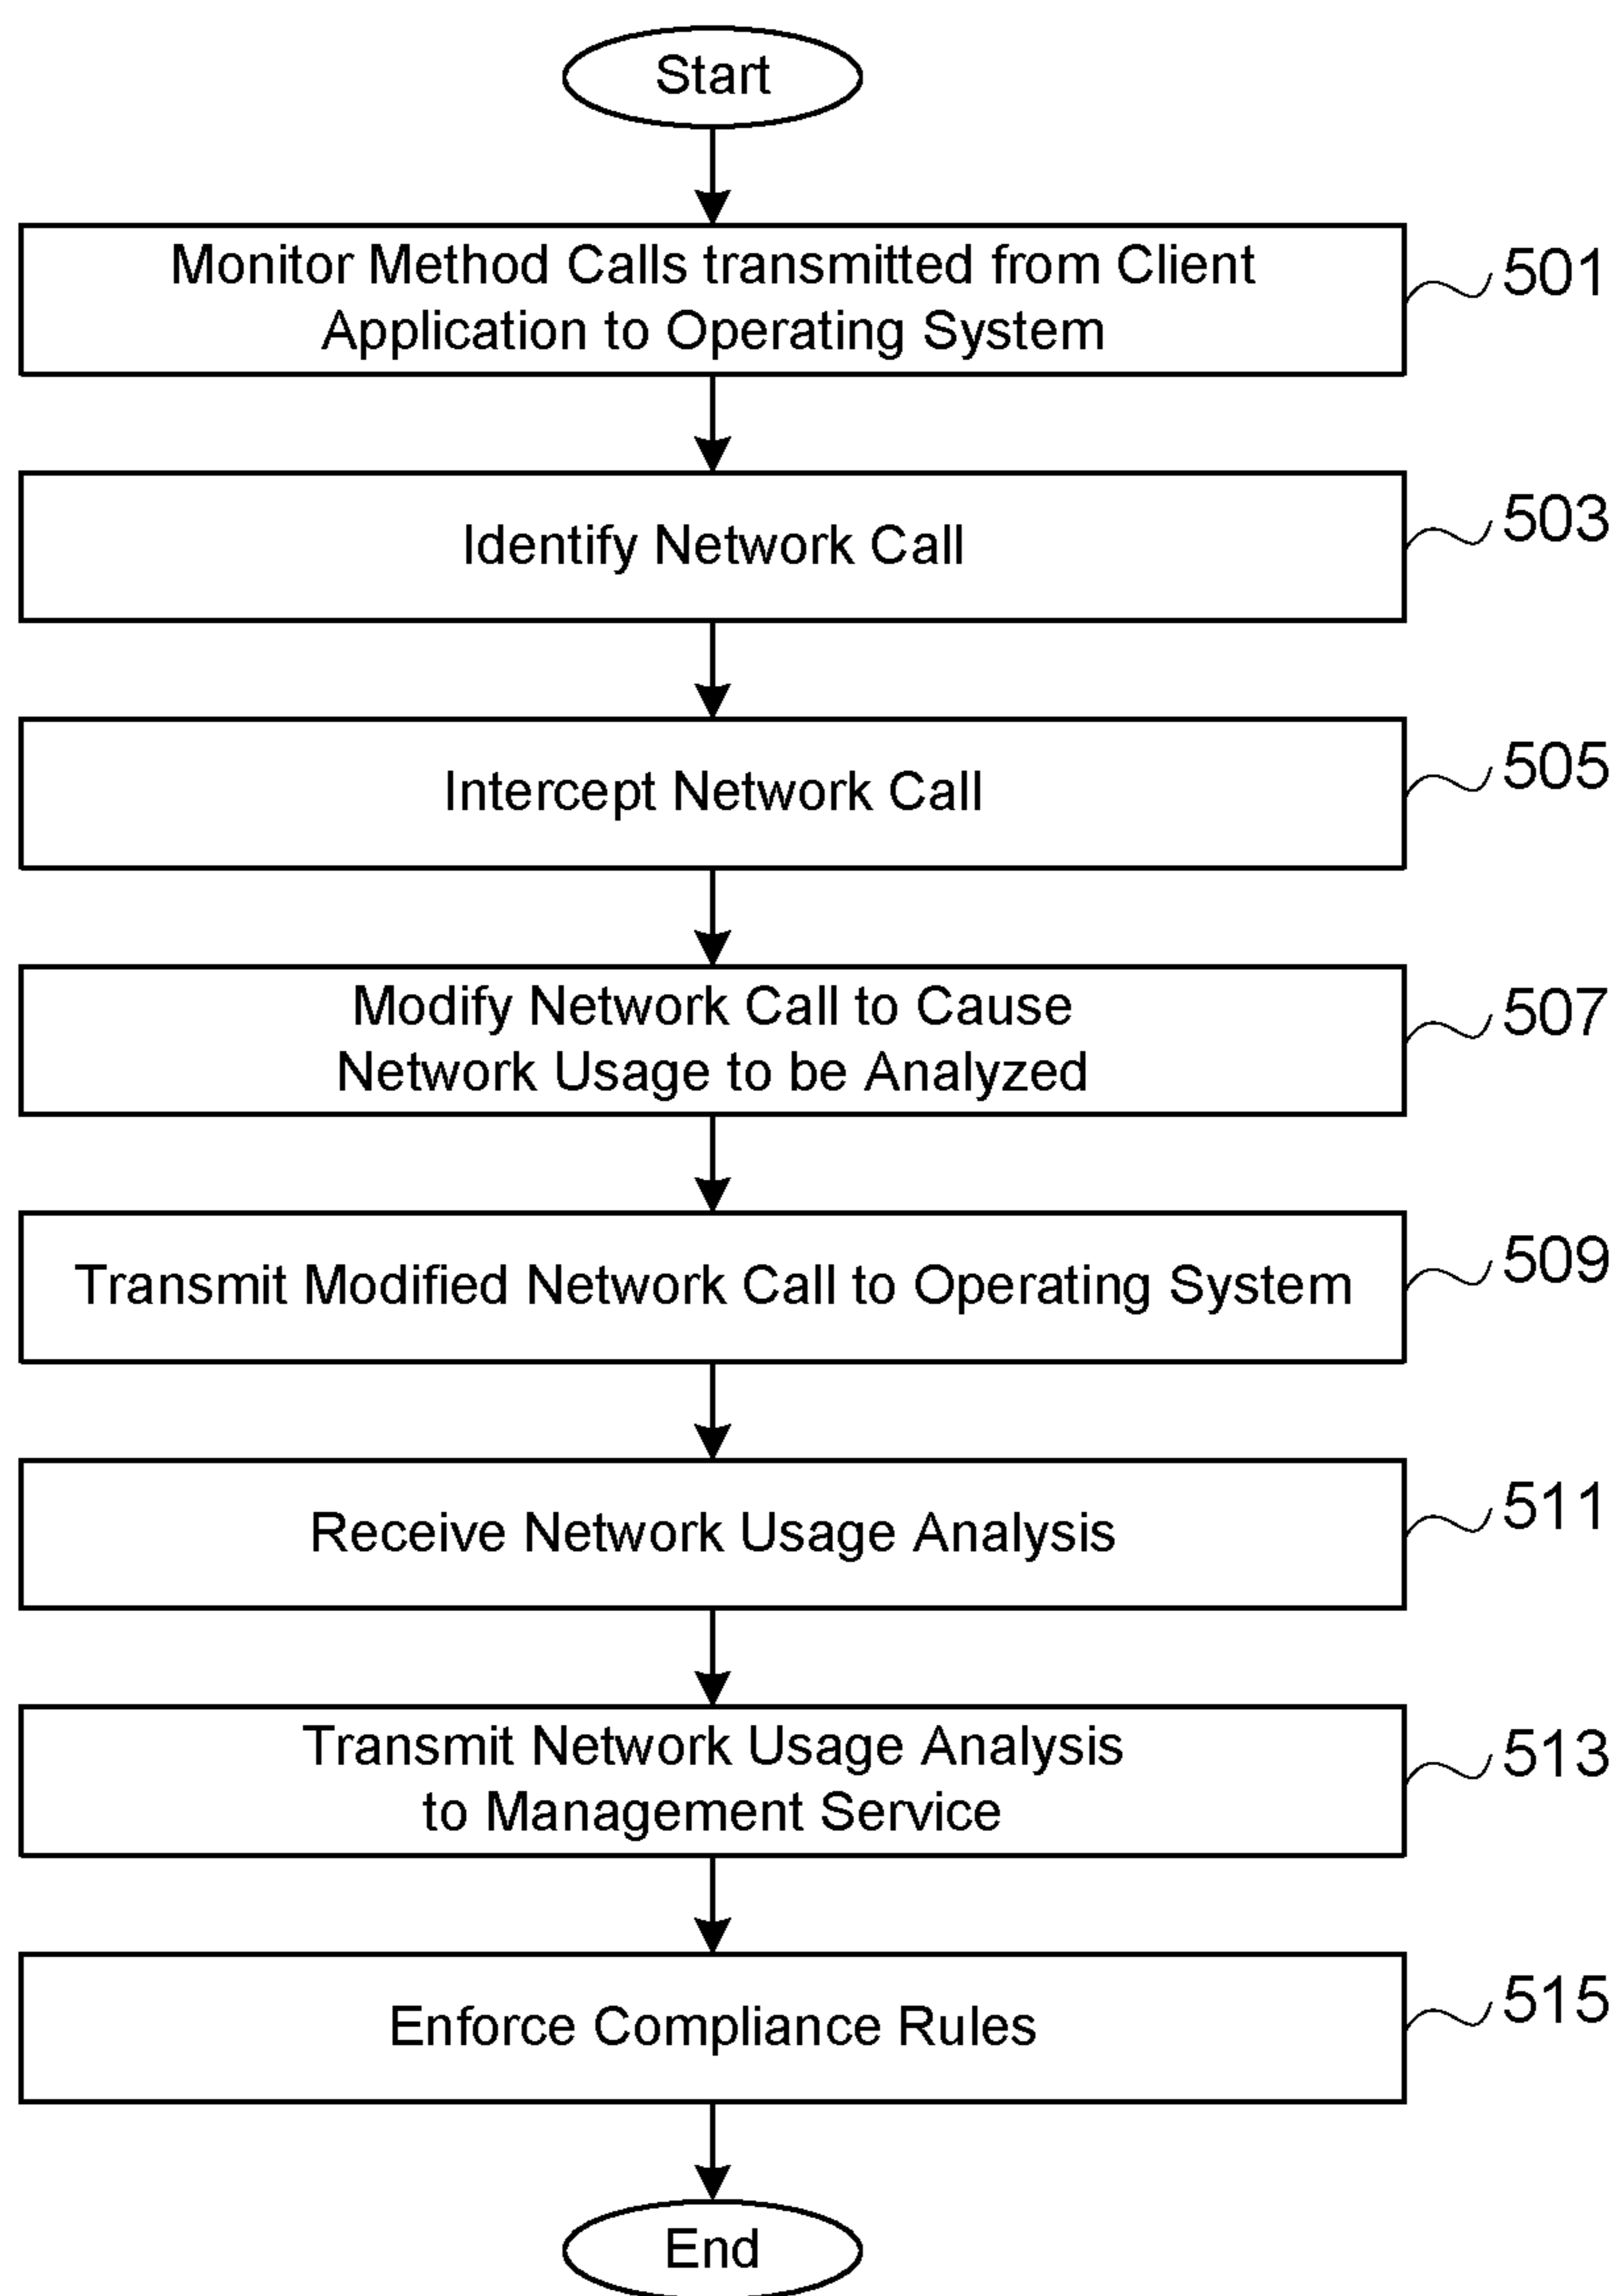 Start
Monitor Method Calls transmitted from Client
Application to Operating System
501
Identify Network Call
503
Intercept Network Call
505
Modify Network Call to Cause
Network Usage to be Analyzed
507
Transmit Modified Network Call to Operating System
509
Receive Network Usage Analysis
511
Transmit Network Usage Analysis
to Management Service
513
Enforce Compliance Rules
515
End